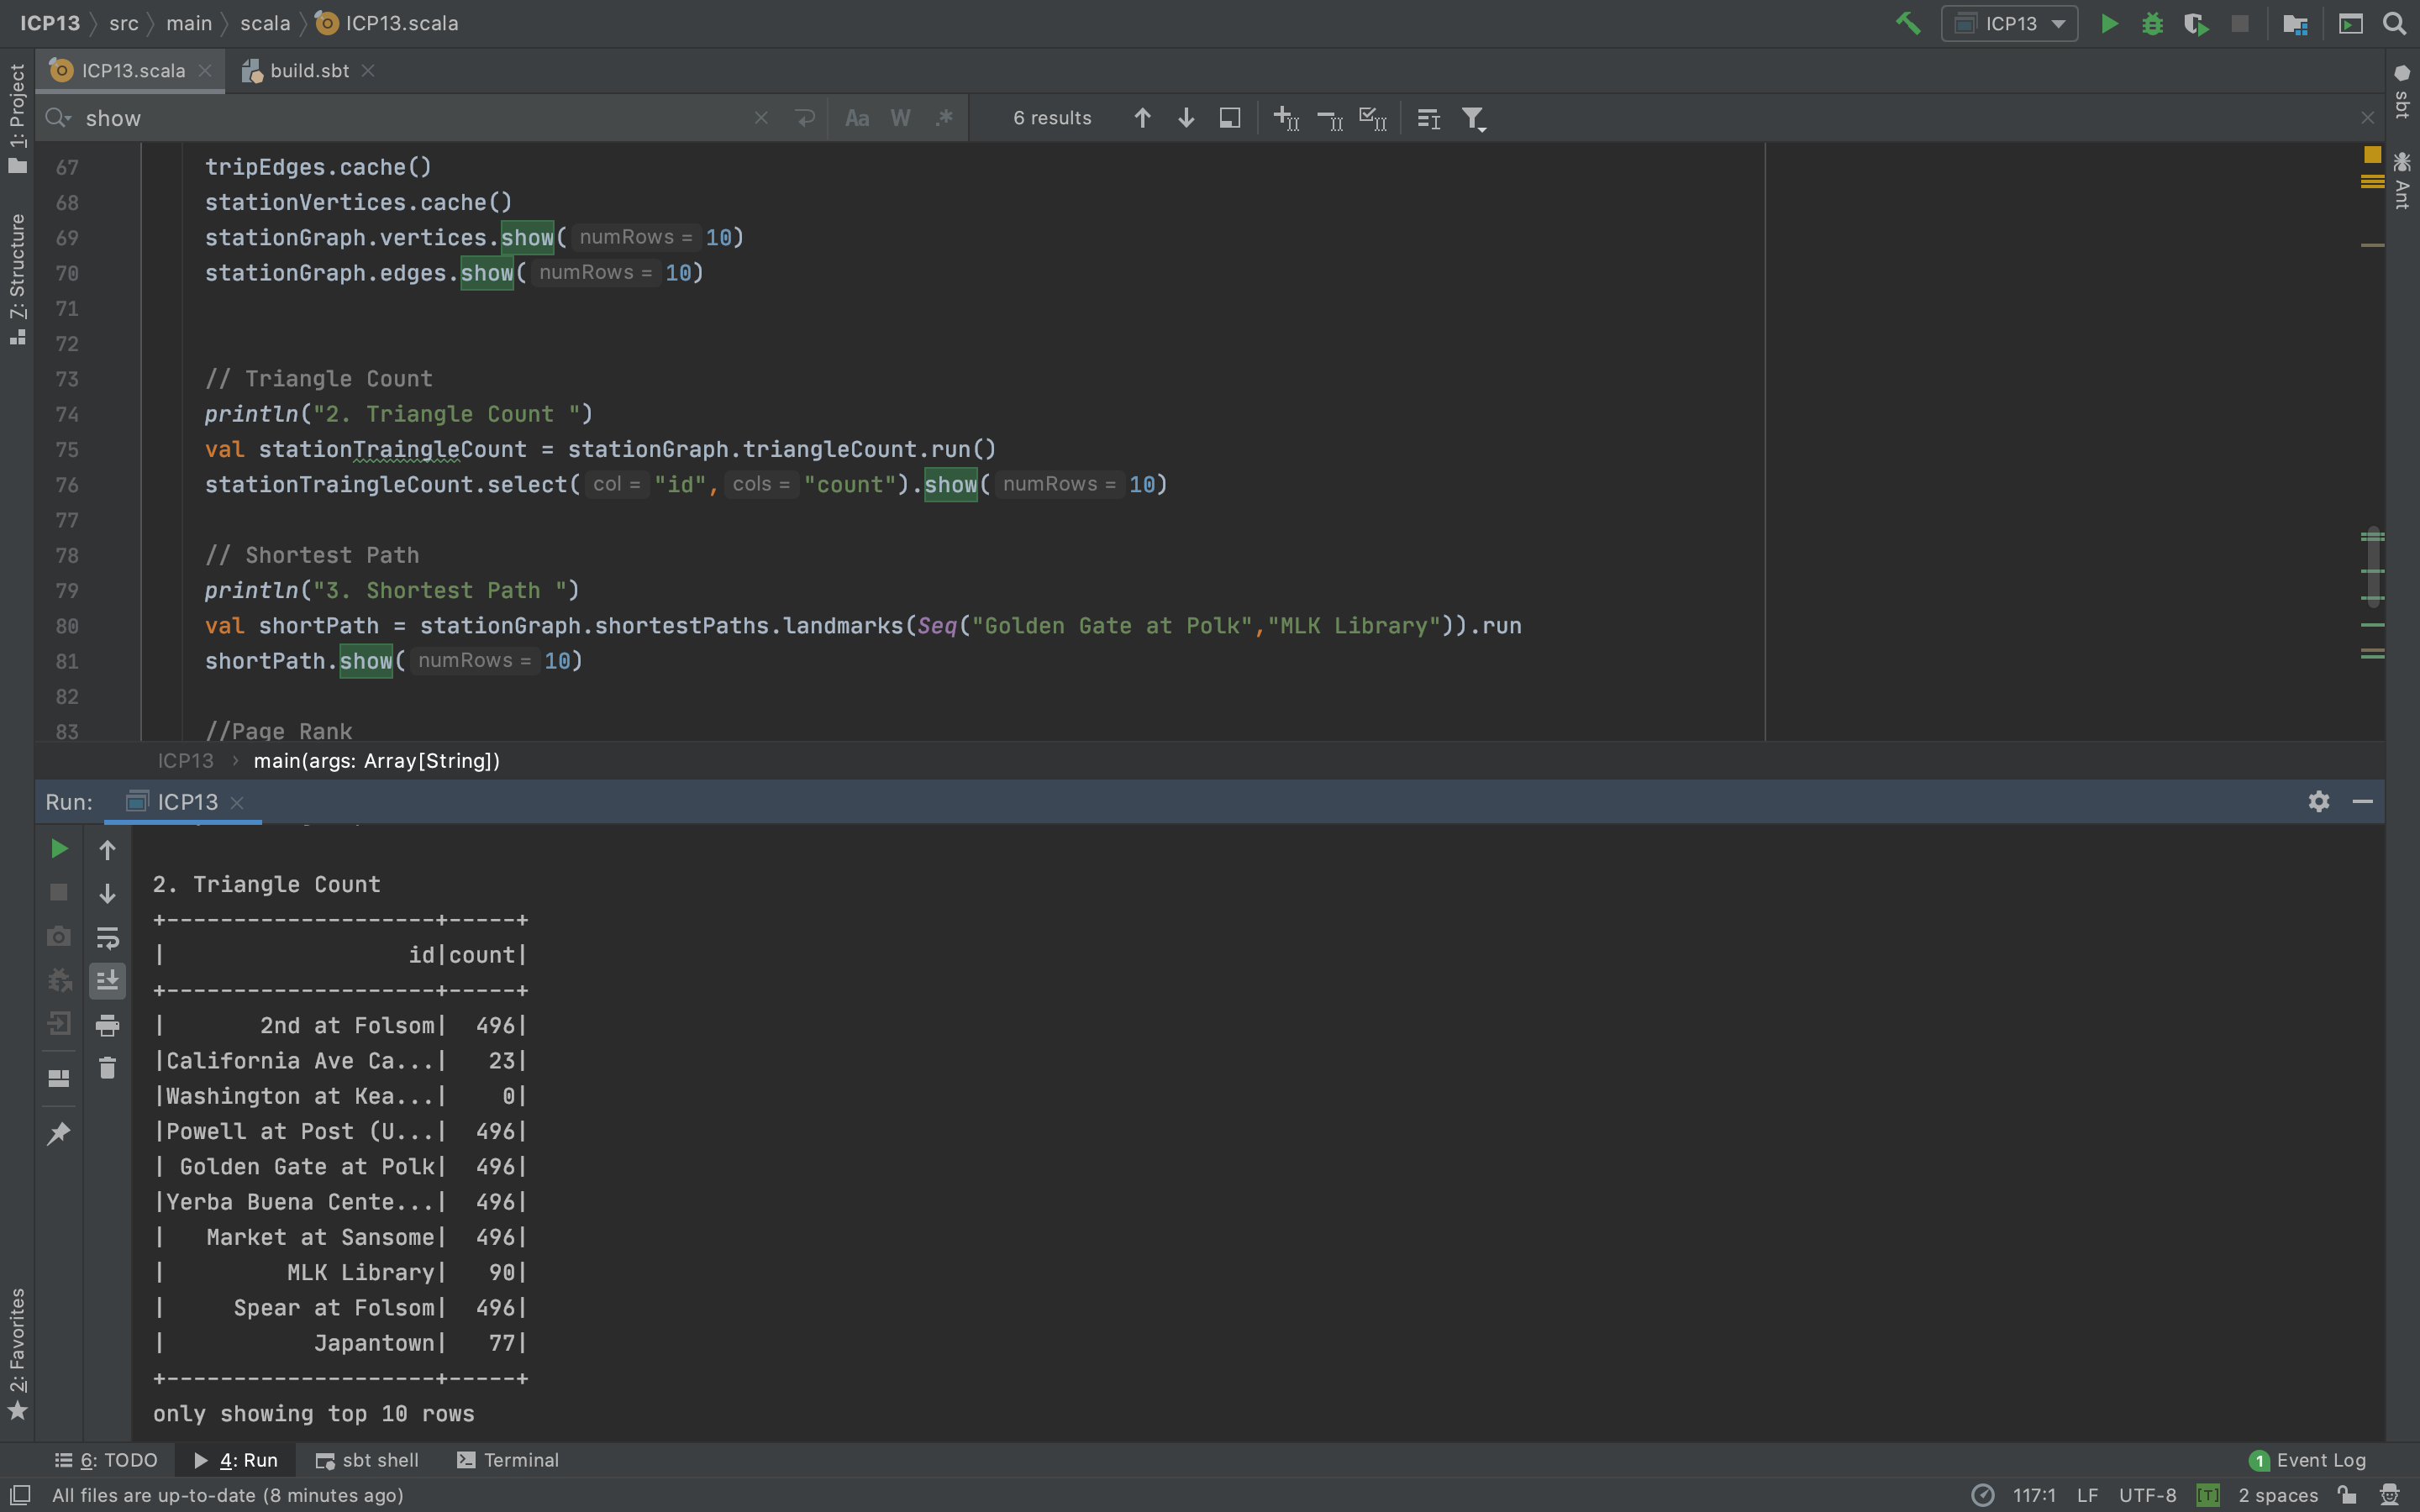 ICP13 src main scala ICP13.scala
ICP13
ICP13.scala build.sbt
show
Aa W .* 6 results
1: Project
7: Structure
2: Favorites
sbt
Ant
67 tripEdges.cache()
68 stationVertices.cache()
69 stationGraph.vertices.show( numRows = 10)
70 stationGraph.edges.show( numRows = 10)
71
72
73 // Triangle Count
74 println("2. Triangle Count ")
75 val stationTraingleCount = stationGraph.triangleCount.run()
76 stationTraingleCount.select( col = "id", cols = "count").show( numRows = 10)
77
78 // Shortest Path
79 println("3. Shortest Path ")
80 val shortPath = stationGraph.shortestPaths.landmarks(Seq("Golden Gate at Polk","MLK Library")).run
81 shortPath.show( numRows = 10)
82
83 //Page Rank
ICP13 › main(args: Array[String])
Run: ICP13
2. Triangle Count
+--------------------+-----+
|                  id|count|
+--------------------+-----+
|       2nd at Folsom|  496|
|California Ave Ca...|   23|
|Washington at Kea...|    0|
|Powell at Post (U...|  496|
| Golden Gate at Polk|  496|
|Yerba Buena Cente...|  496|
|   Market at Sansome|  496|
|         MLK Library|   90|
|     Spear at Folsom|  496|
|           Japantown|   77|
+--------------------+-----+
only showing top 10 rows
6: TODO 4: Run sbt shell Terminal 1 Event Log
All files are up-to-date (8 minutes ago) 117:1 LF UTF-8 [T] 2 spaces